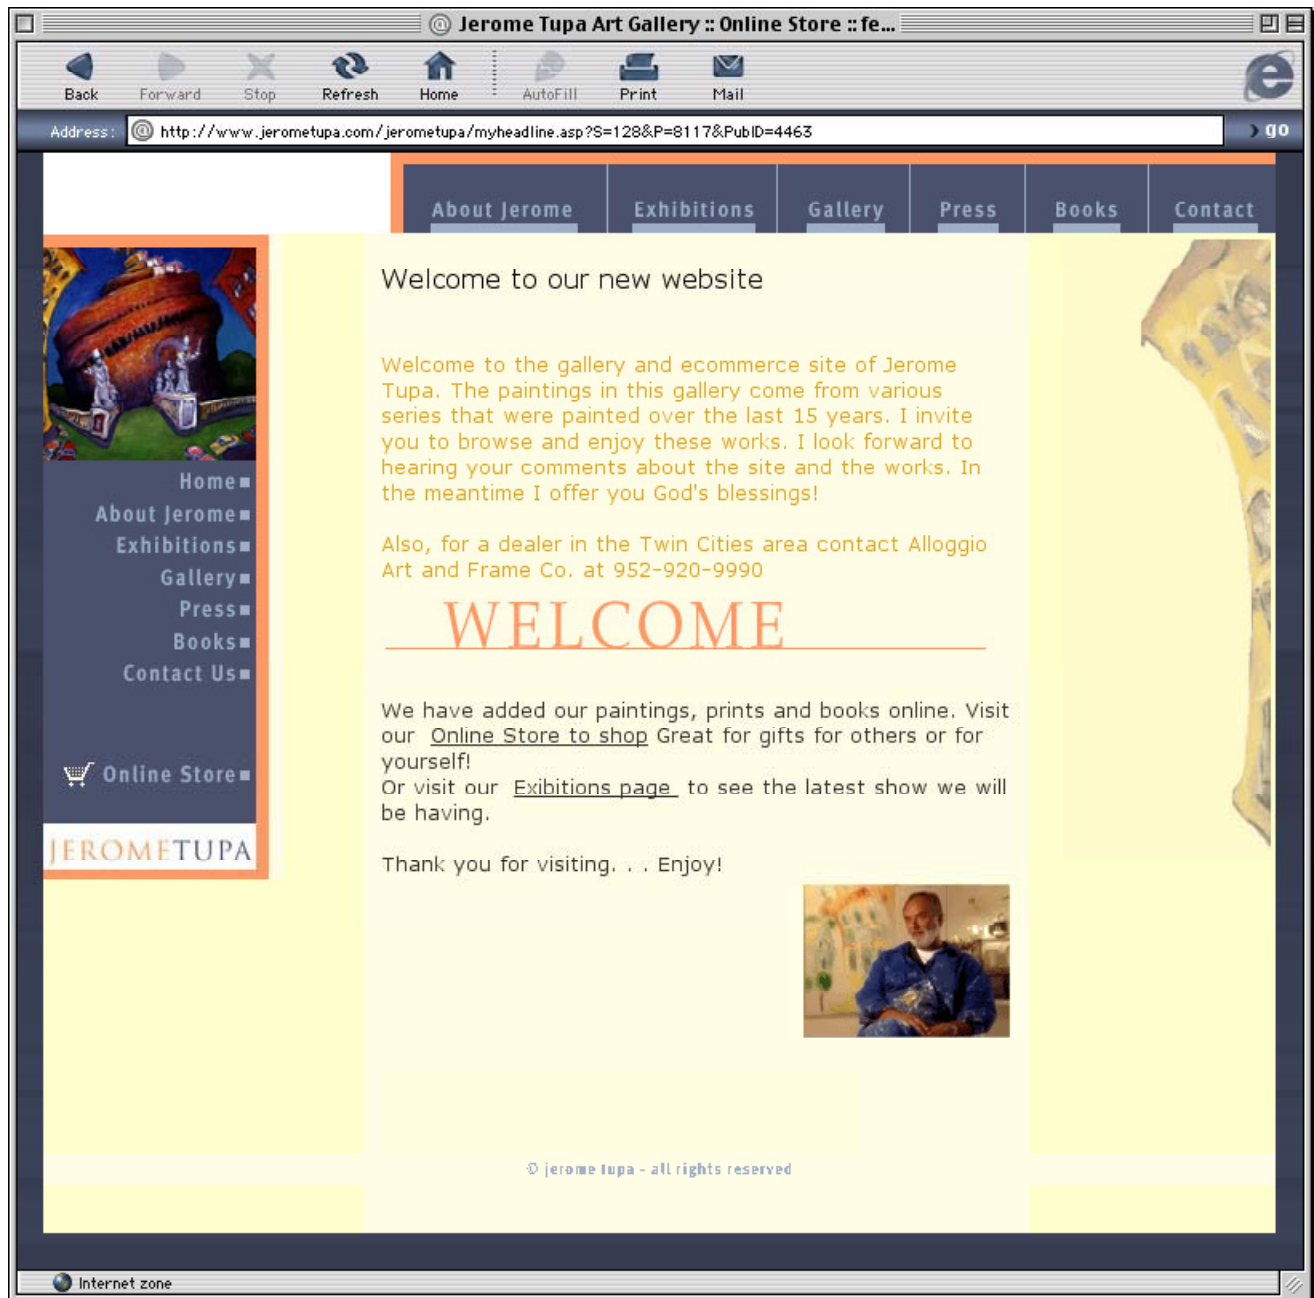 Jerome Tupa Art Gallery :: Online Store :: fe...
Back Forward Stop Refresh Home AutoFill Print Mail
Address: http://www.jerometupa.com/jerometupa/myheadline.asp?S=128&P=8117&PubID=4463 go
About Jerome Exhibitions Gallery Press Books Contact
Home
About Jerome
Exhibitions
Gallery
Press
Books
Contact Us
Online Store
JEROMETUPA
Welcome to our new website
Welcome to the gallery and ecommerce site of Jerome
Tupa. The paintings in this gallery come from various
series that were painted over the last 15 years. I invite
you to browse and enjoy these works. I look forward to
hearing your comments about the site and the works. In
the meantime I offer you God's blessings!
Also, for a dealer in the Twin Cities area contact Alloggio
Art and Frame Co. at 952-920-9990
WELCOME
We have added our paintings, prints and books online. Visit
our Online Store to shop Great for gifts for others or for
yourself!
Or visit our Exibitions page to see the latest show we will
be having.
Thank you for visiting. . . Enjoy!
© jerome tupa - all rights reserved
Internet zone